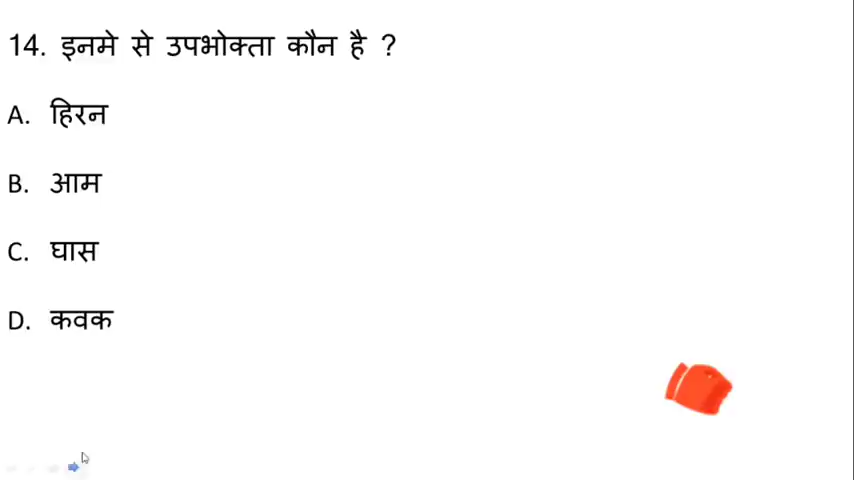 14. इनमे से उपभोक्ता कौन है ?
A. हिरन
B. आम
C. घास
D. कवक